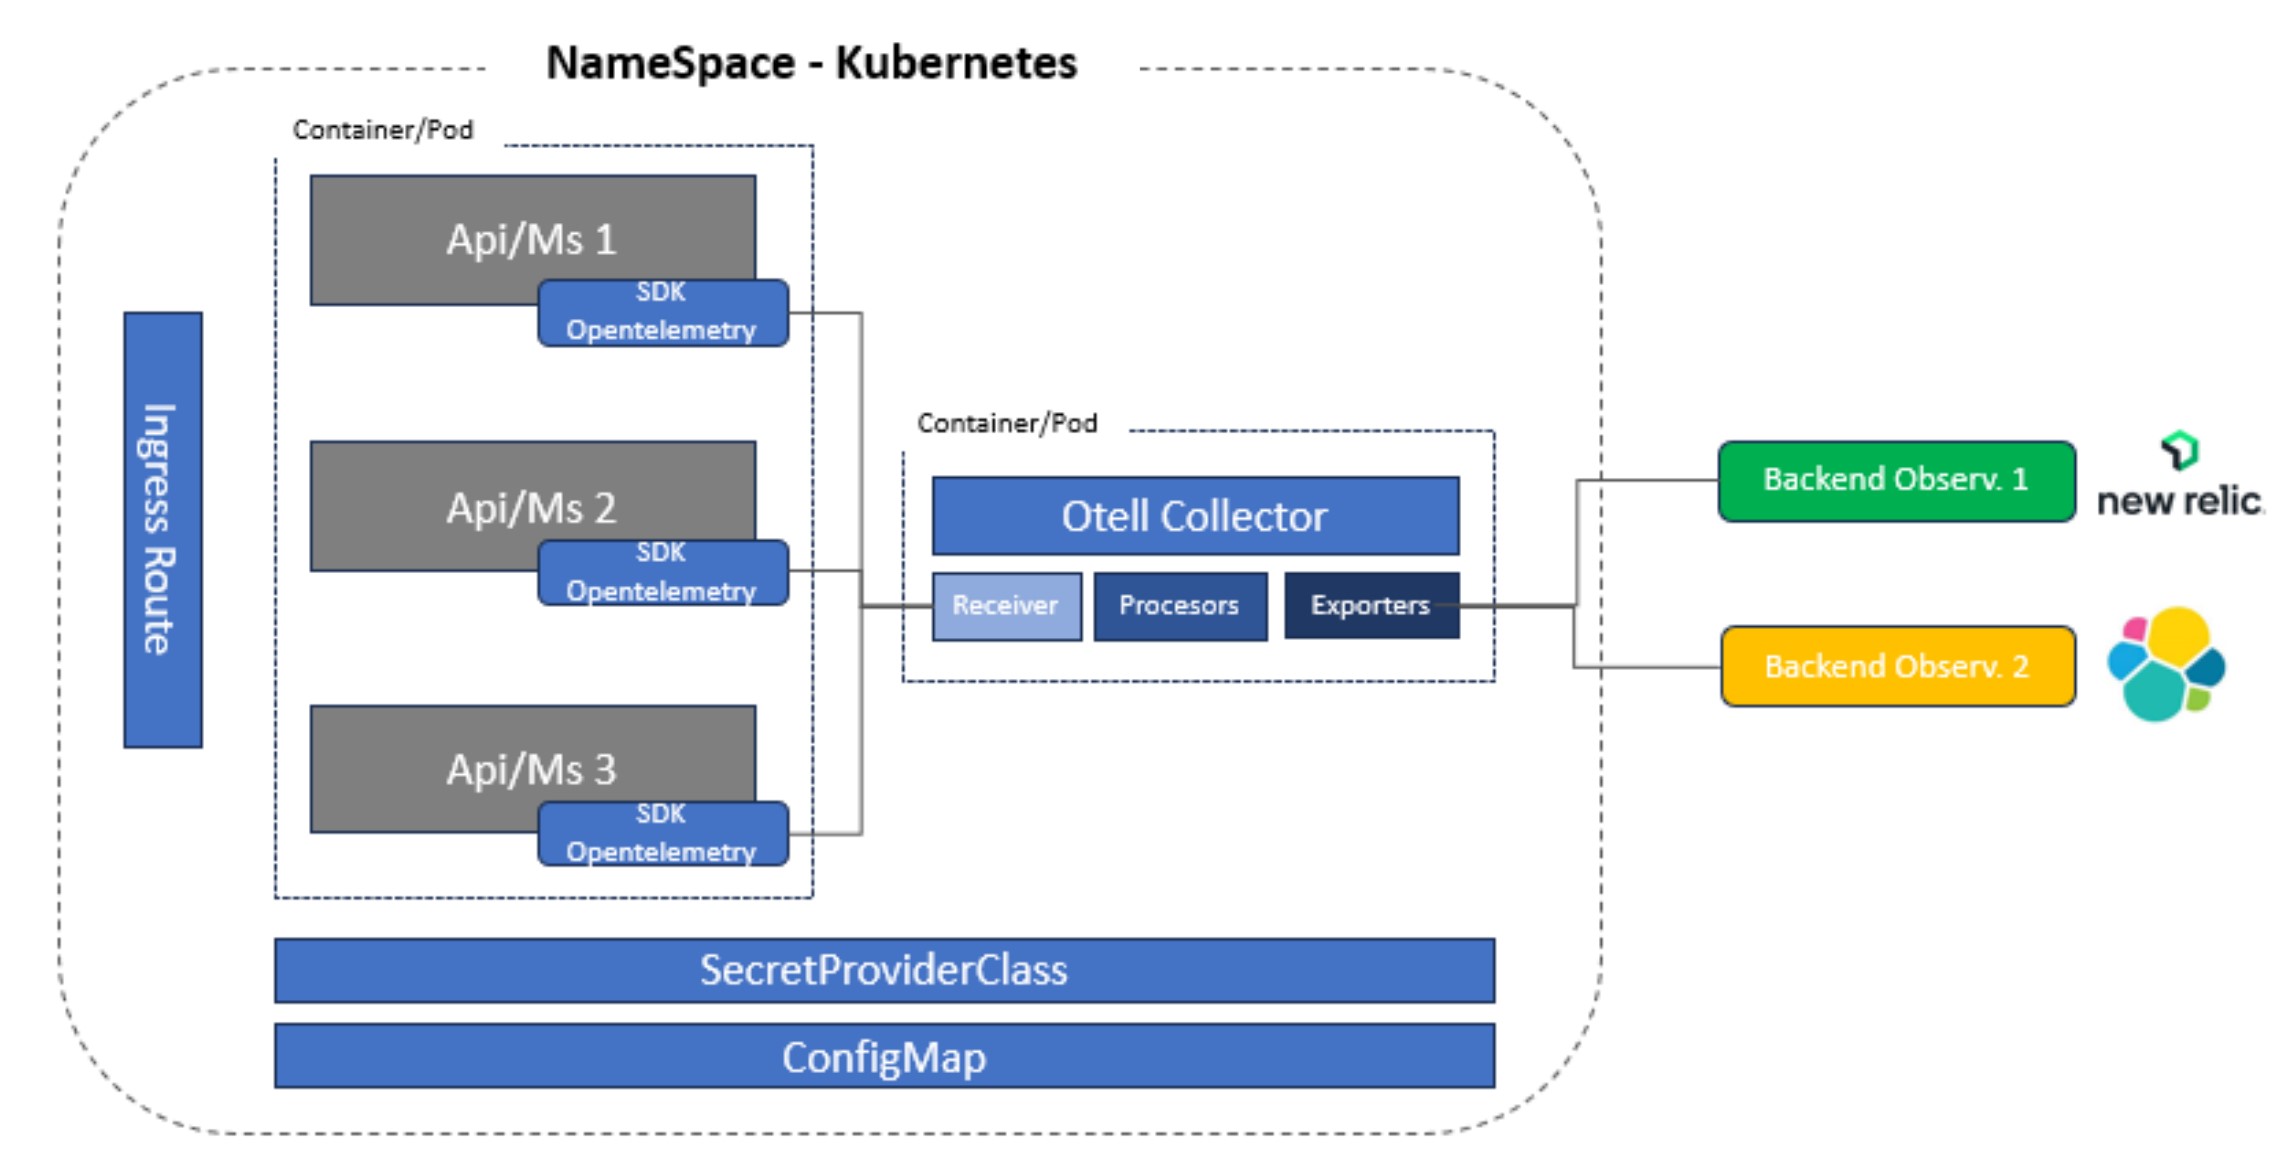 NameSpace - Kubernetes
Container/Pod
Api/Ms 1
SDK
Opentelemetry
Ingress Route
Api/Ms 2
SDK
Opentelemetry
Api/Ms 3
SDK
Opentelemetry
Container/Pod
Otell Collector
Receiver
Procesors
Exporters
Backend Observ. 1
new relic.
Backend Observ. 2
SecretProviderClass
ConfigMap